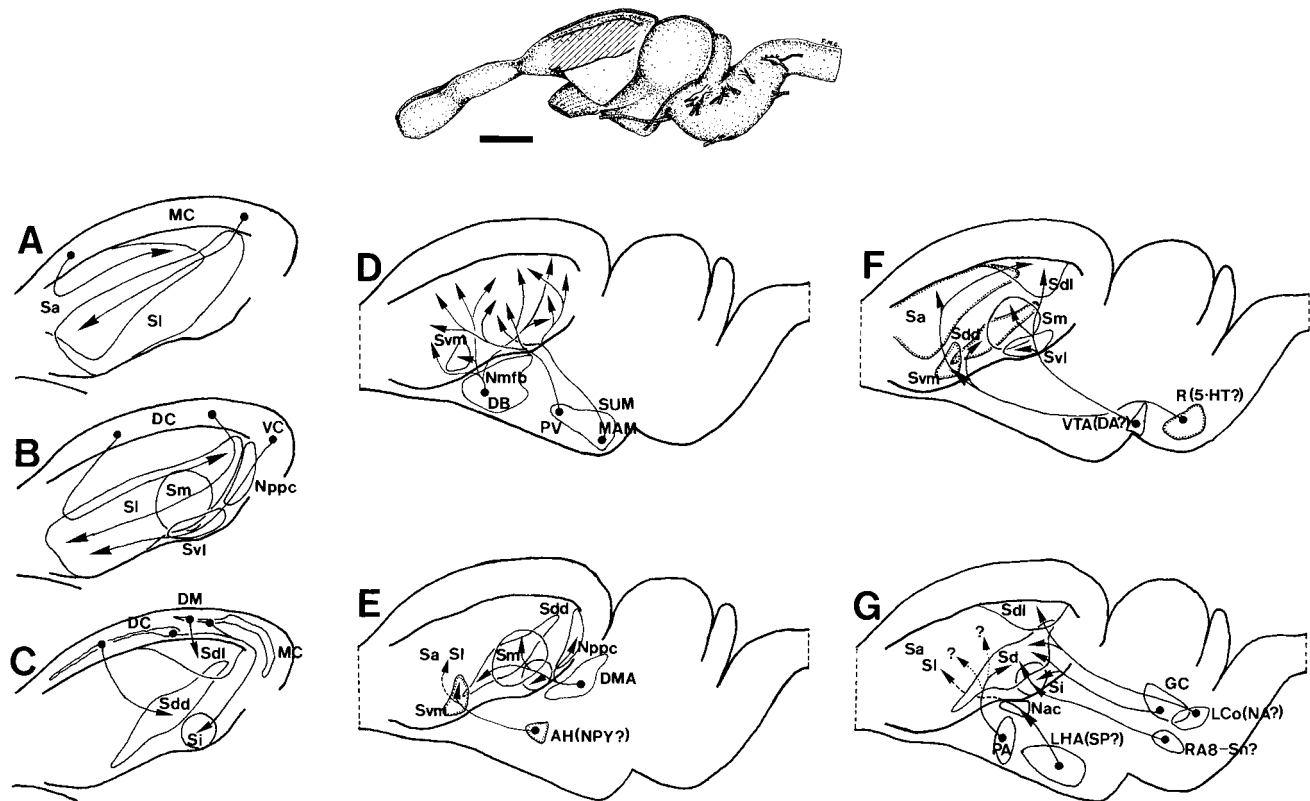 A
MC
Sa
Sl
B
DC
VC
Sm
Sl
Nppc
Svl
C
DM
DC
MC
Sdl
Sdd
Si
D
Svm
Nmfb
DB
SUM
PV
MAM
E
Sdd
Sa
Sl
Sm
Nppc
DMA
Svm
AH(NPY?)
F
Sdl
Sa
Sm
Sdd
Svl
Svm
R(5-HT?)
VTA(DA?)
G
Sdl
?
Sa
?
Sl
Sd
Si
GC
Nac
LCo(NA?)
PA
LHA(SP?)
RA8-Sn?